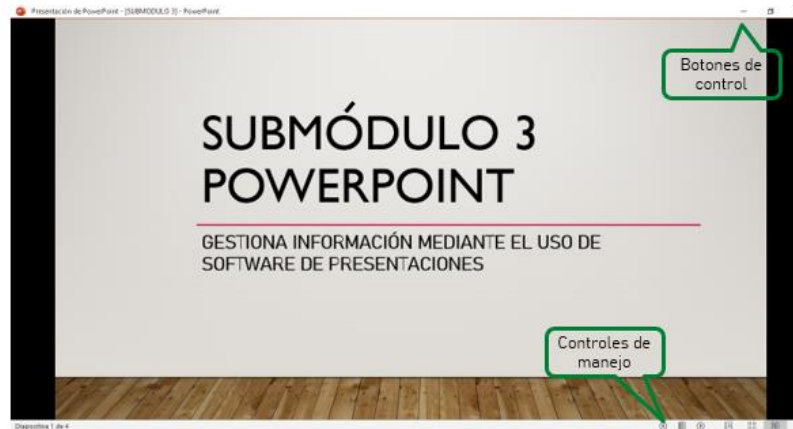 Presentación de PowerPoint - [SUBMÓDULO 3] - PowerPoint
Botones de
control
SUBMÓDULO 3
POWERPOINT
GESTIONA INFORMACIÓN MEDIANTE EL USO DE
SOFTWARE DE PRESENTACIONES
Controles de
manejo
Diapositiva 1 de 4